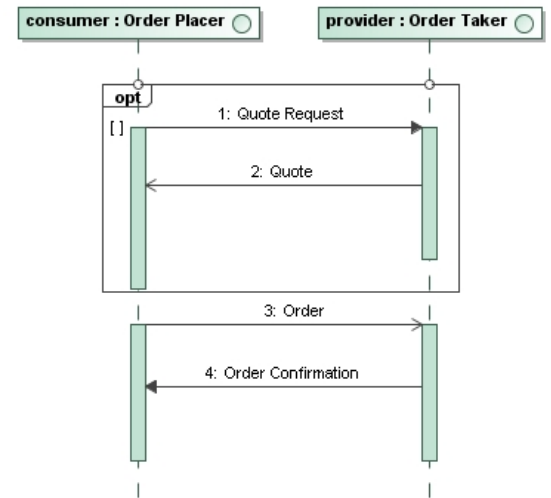 consumer : Order Placer
provider : Order Taker
opt
[ ]
1: Quote Request
2: Quote
3: Order
4: Order Confirmation